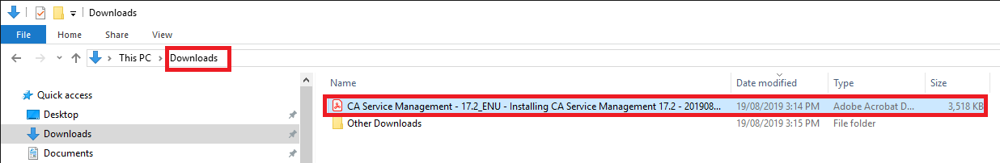 Downloads
File Home Share View
This PC Downloads
Name Date modified Type Size
Quick access
CA Service Management - 17.2_ENU - Installing CA Service Management 17.2 - 201908... 19/08/2019 3:14 PM Adobe Acrobat D... 3,518 KB
Desktop
Other Downloads 19/08/2019 3:15 PM File folder
Downloads
Documents